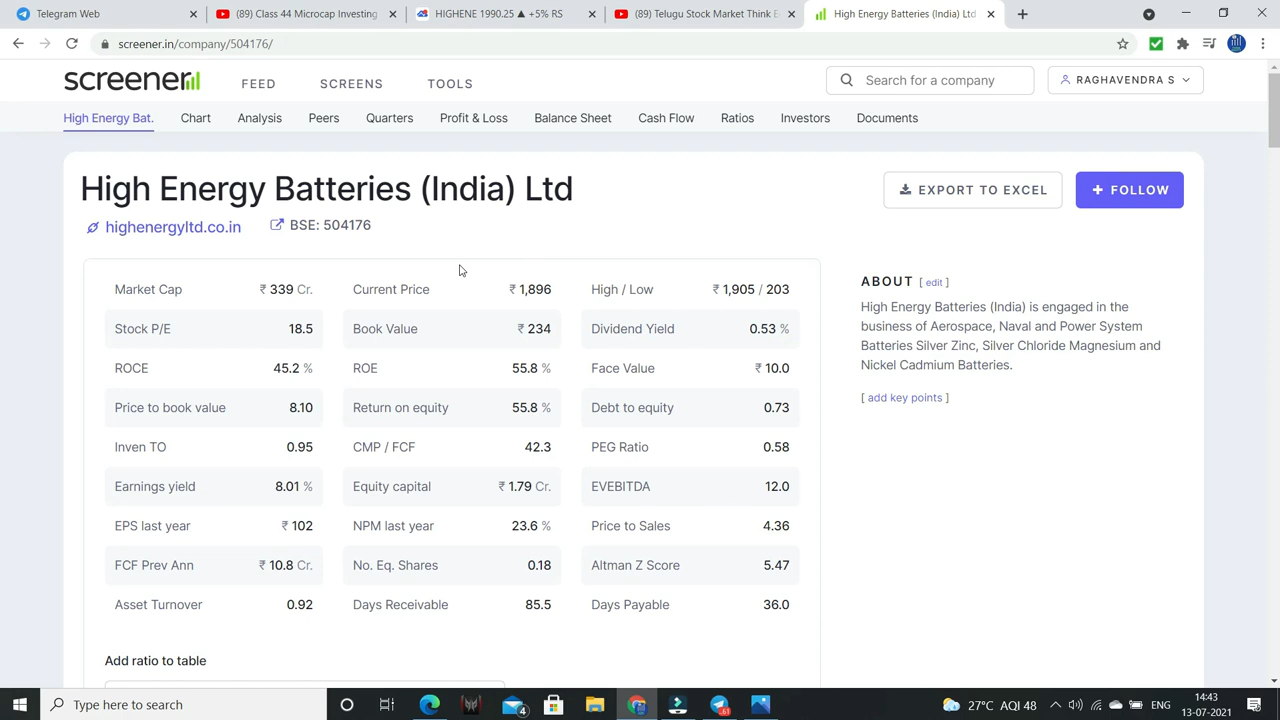 Telegram Web
(89) Class 44 Microcap Investing
HIGHENE 1990.25 ▲ +5% RS
(89) Telugu Stock Market Think E
High Energy Batteries (India) Ltd
screener.in/company/504176/
screener
FEED
SCREENS
TOOLS
Search for a company
RAGHAVENDRA S
High Energy Bat.
Chart
Analysis
Peers
Quarters
Profit & Loss
Balance Sheet
Cash Flow
Ratios
Investors
Documents
High Energy Batteries (India) Ltd
EXPORT TO EXCEL
+ FOLLOW
highenergyltd.co.in
BSE: 504176
Market Cap ₹ 339 Cr. Current Price ₹ 1,896 High / Low ₹ 1,905 / 203
Stock P/E 18.5 Book Value ₹ 234 Dividend Yield 0.53 %
ROCE 45.2 % ROE 55.8 % Face Value ₹ 10.0
Price to book value 8.10 Return on equity 55.8 % Debt to equity 0.73
Inven TO 0.95 CMP / FCF 42.3 PEG Ratio 0.58
Earnings yield 8.01 % Equity capital ₹ 1.79 Cr. EVEBITDA 12.0
EPS last year ₹ 102 NPM last year 23.6 % Price to Sales 4.36
FCF Prev Ann ₹ 10.8 Cr. No. Eq. Shares 0.18 Altman Z Score 5.47
Asset Turnover 0.92 Days Receivable 85.5 Days Payable 36.0
Add ratio to table
ABOUT [ edit ]
High Energy Batteries (India) is engaged in the
business of Aerospace, Naval and Power System
Batteries Silver Zinc, Silver Chloride Magnesium and
Nickel Cadmium Batteries.
[ add key points ]
Type here to search
4
27°C AQI 48
ENG
14:43
13-07-2021